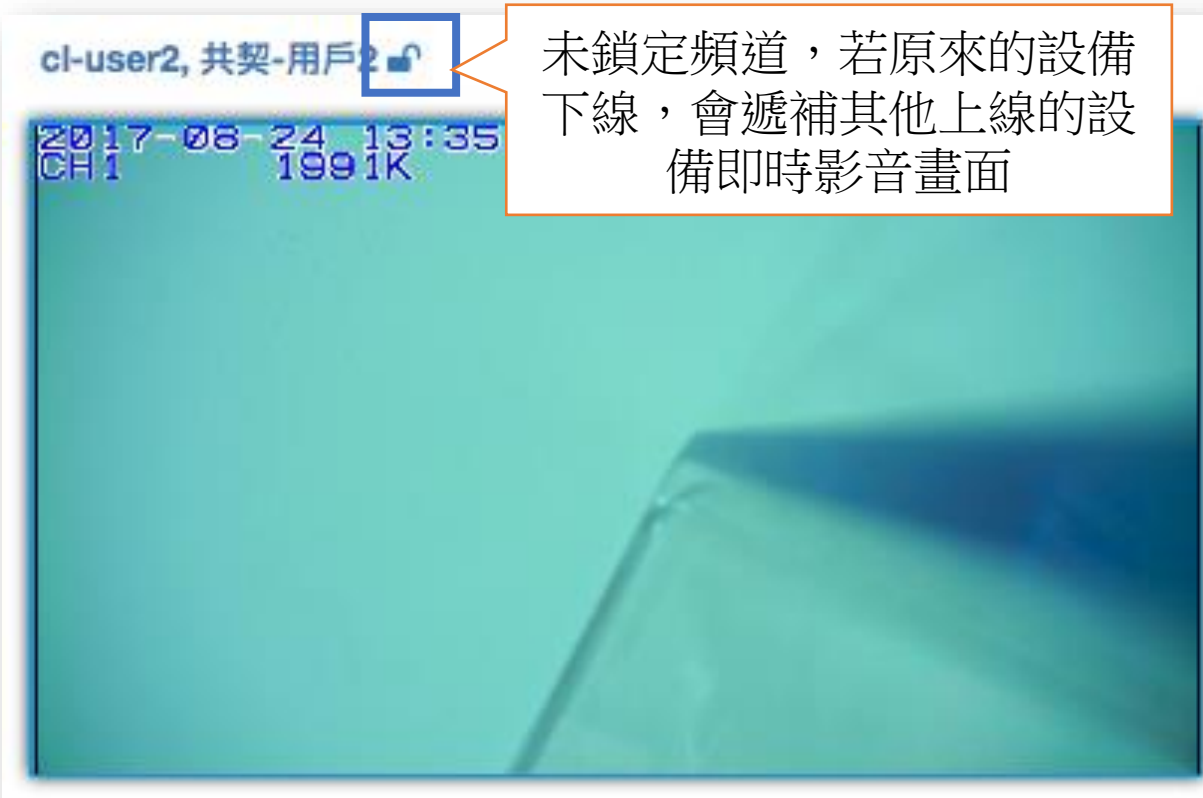 cl-user2, 共契-用戶2
未鎖定頻道，若原來的設備
下線，會遞補其他上線的設
備即時影音畫面
2017-08-24 13:35
CH1 1991K